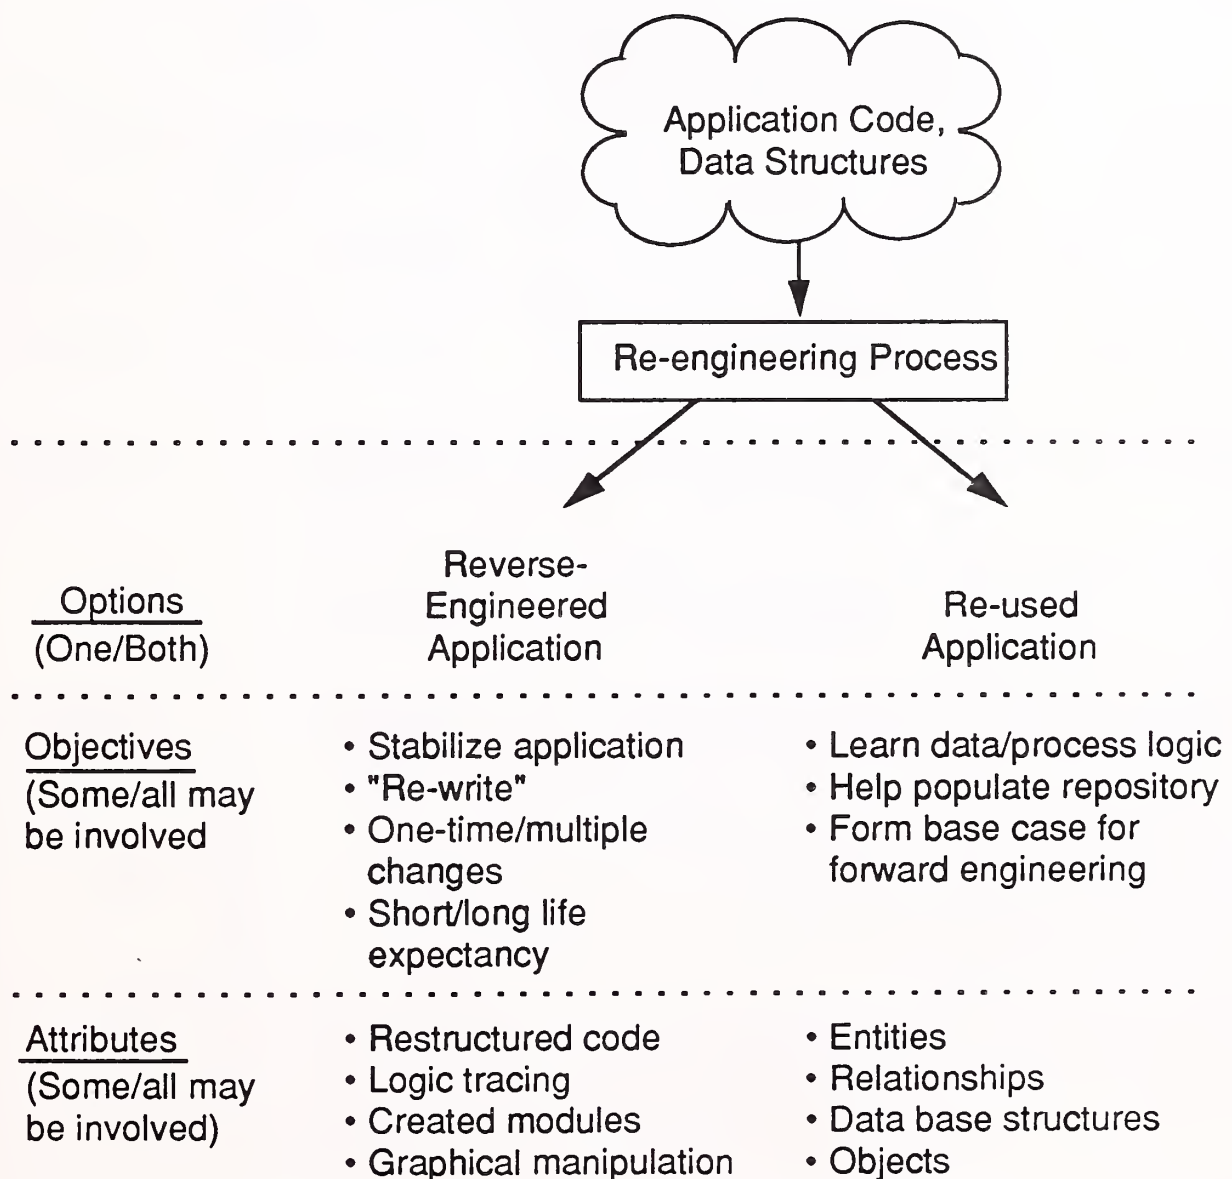 Application Code,
Data Structures
Re-engineering Process
Options
(One/Both)
Reverse-
Engineered
Application
Re-used
Application
Objectives
(Some/all may
be involved
• Stabilize application
• "Re-write"
• One-time/multiple
changes
• Short/long life
expectancy
• Learn data/process logic
• Help populate repository
• Form base case for
forward engineering
Attributes
(Some/all may
be involved)
• Restructured code
• Logic tracing
• Created modules
• Graphical manipulation
• Entities
• Relationships
• Data base structures
• Objects